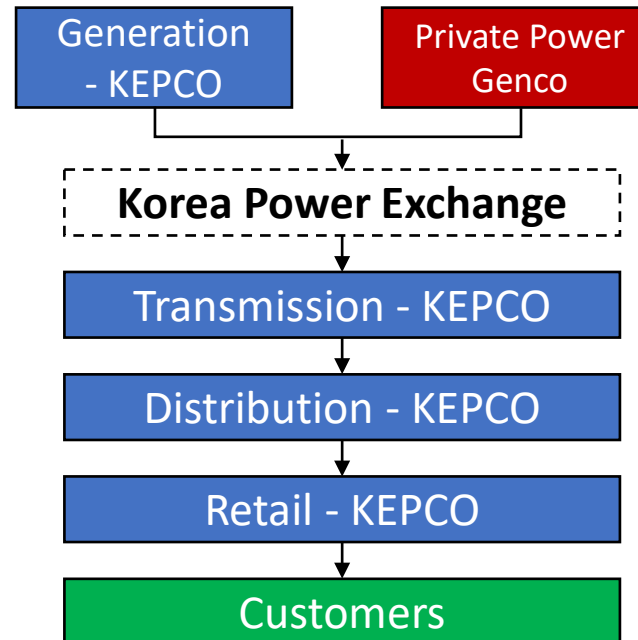 Generation
- KEPCO
Private Power
Genco
Korea Power Exchange
Transmission - KEPCO
Distribution - KEPCO
Retail - KEPCO
Customers